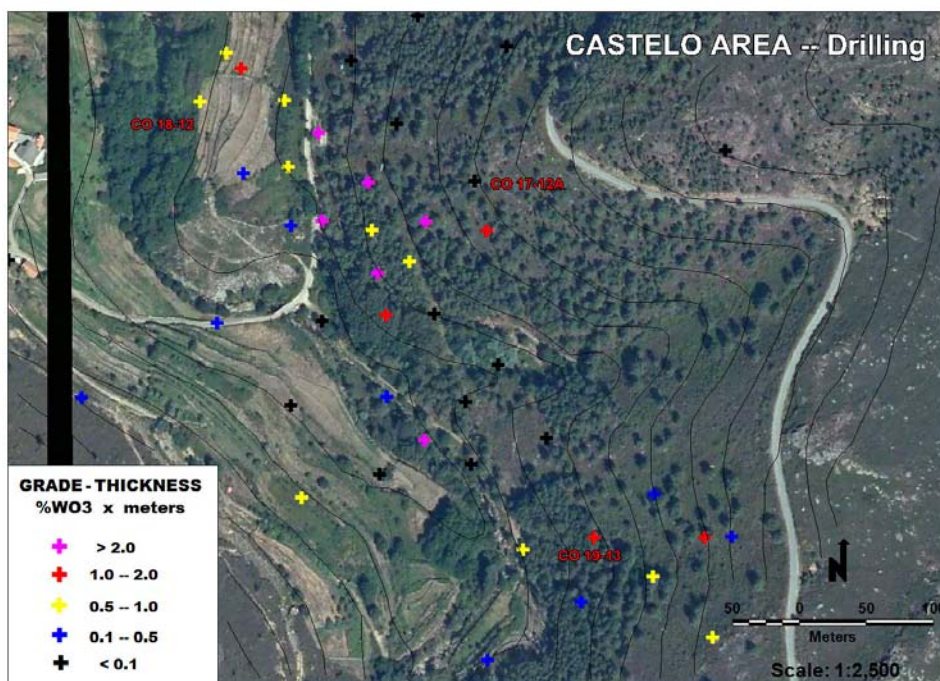 CASTELO AREA -- Drilling
CO 18-12
CO 17-12A
CO 19-13
GRADE - THICKNESS
%WO3 x meters
> 2.0
1.0 -- 2.0
0.5 -- 1.0
0.1 -- 0.5
< 0.1
N
50 0 50 100
Meters
Scale: 1:2,500